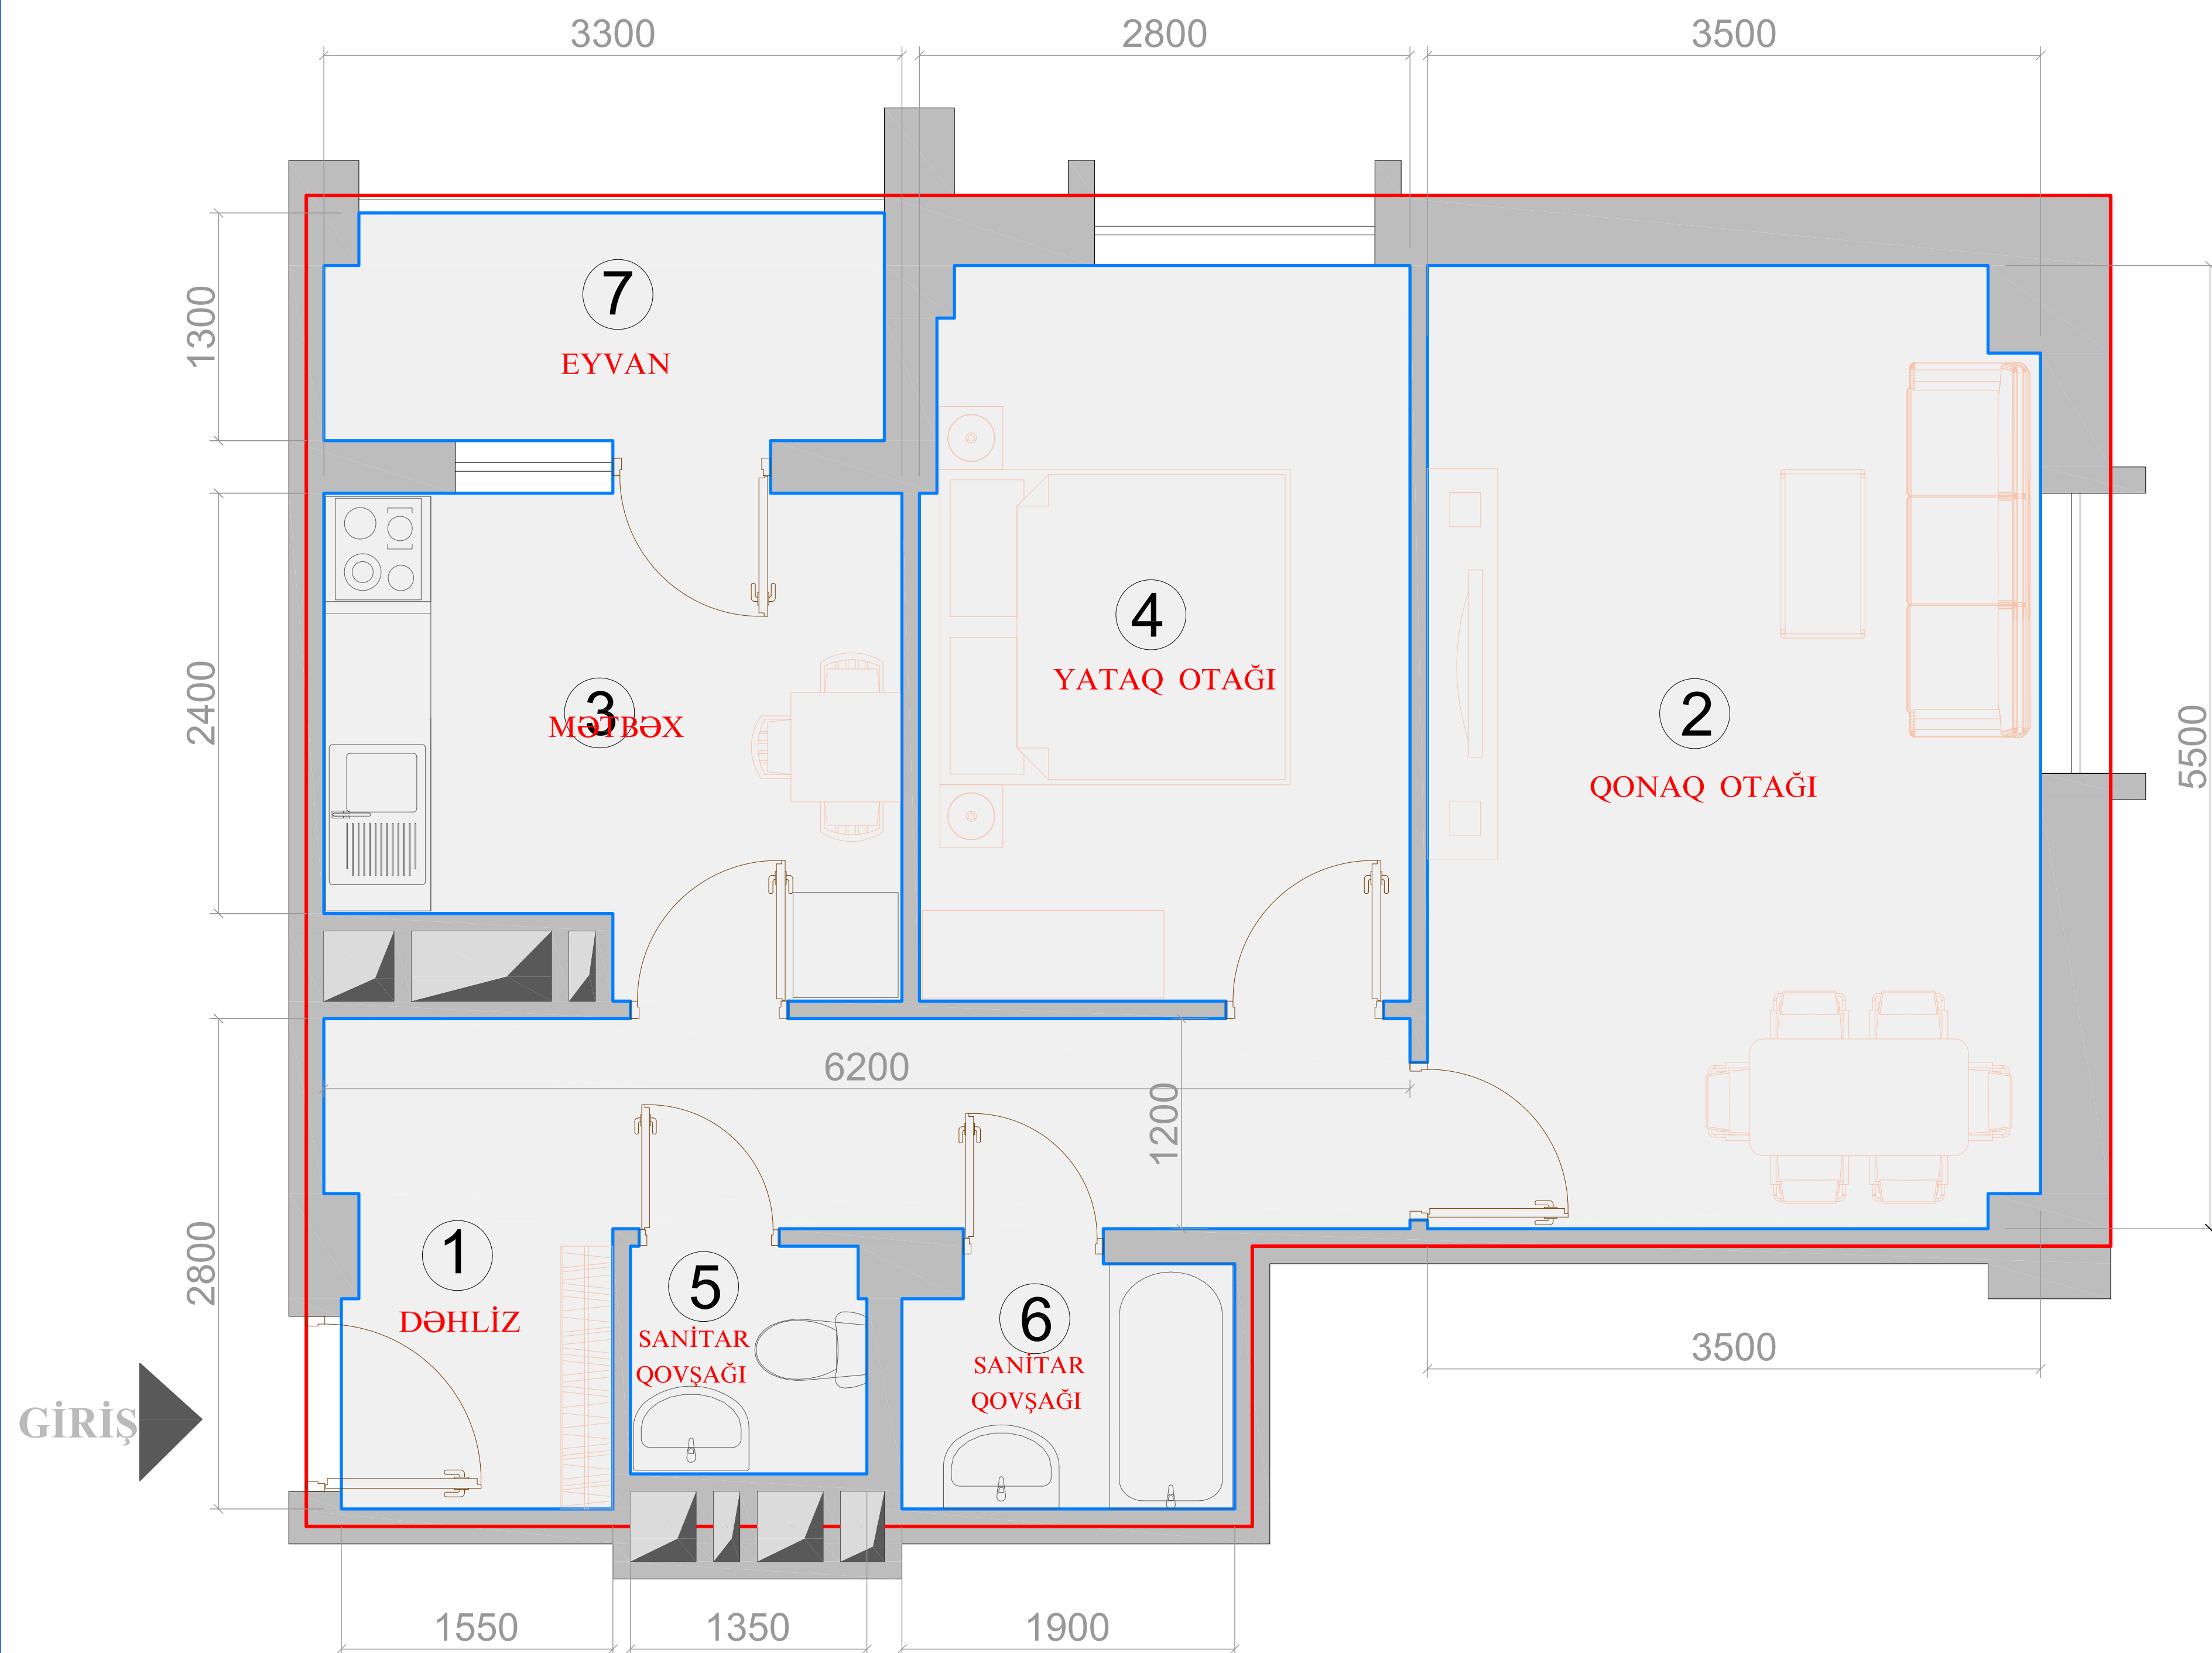 3300
2800
3500
7
EYVAN
1300
4
YATAQ OTAĞI
3
MƏTBƏX
2400
2
QONAQ OTAĞI
5500
6200
1200
1
DƏHLİZ
2800
5
SANİTAR
QOVŞAĞI
6
SANİTAR
QOVŞAĞI
3500
GİRİŞ
1550
1350
1900